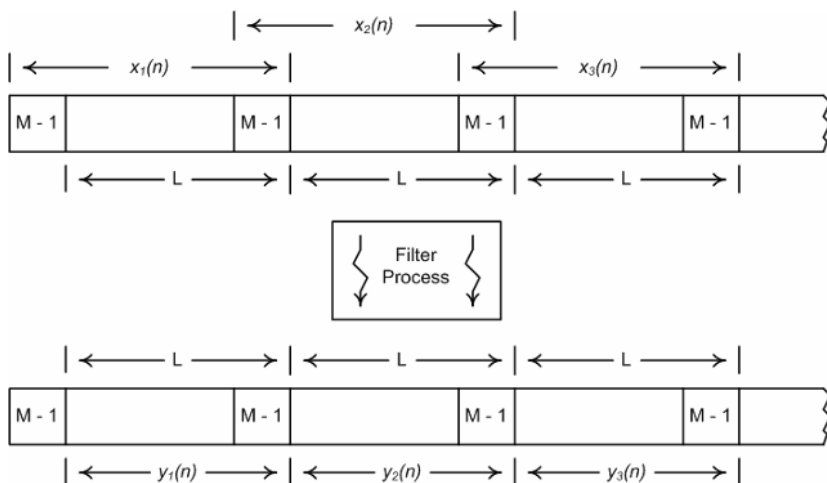 x₂(n)
x₁(n) x₃(n)
M - 1 M - 1 M - 1 M - 1
L L L
Filter
Process
L L L
M - 1 M - 1 M - 1 M - 1
y₁(n) y₂(n) y₃(n)